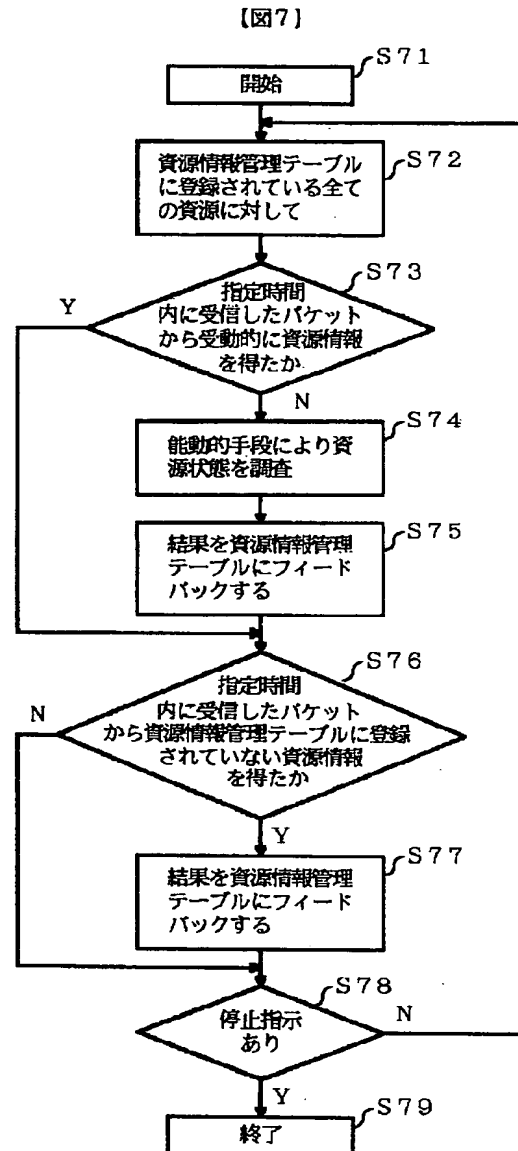 【図7】
S71
開始
資源情報管理テーブル
に登録されている全て
の資源に対して
S72
S73
指定時間
内に受信したパケット
から受動的に資源情報
を得たか
Y
N
S74
能動的手段により資
源状態を調査
S75
結果を資源情報管理
テーブルにフィード
バックする
S76
指定時間
内に受信したパケット
から資源情報管理テーブルに登録
されていない資源情報
を得たか
N
Y
S77
結果を資源情報管理
テーブルにフィード
バックする
S78
停止指示
あり
N
Y
S79
終了